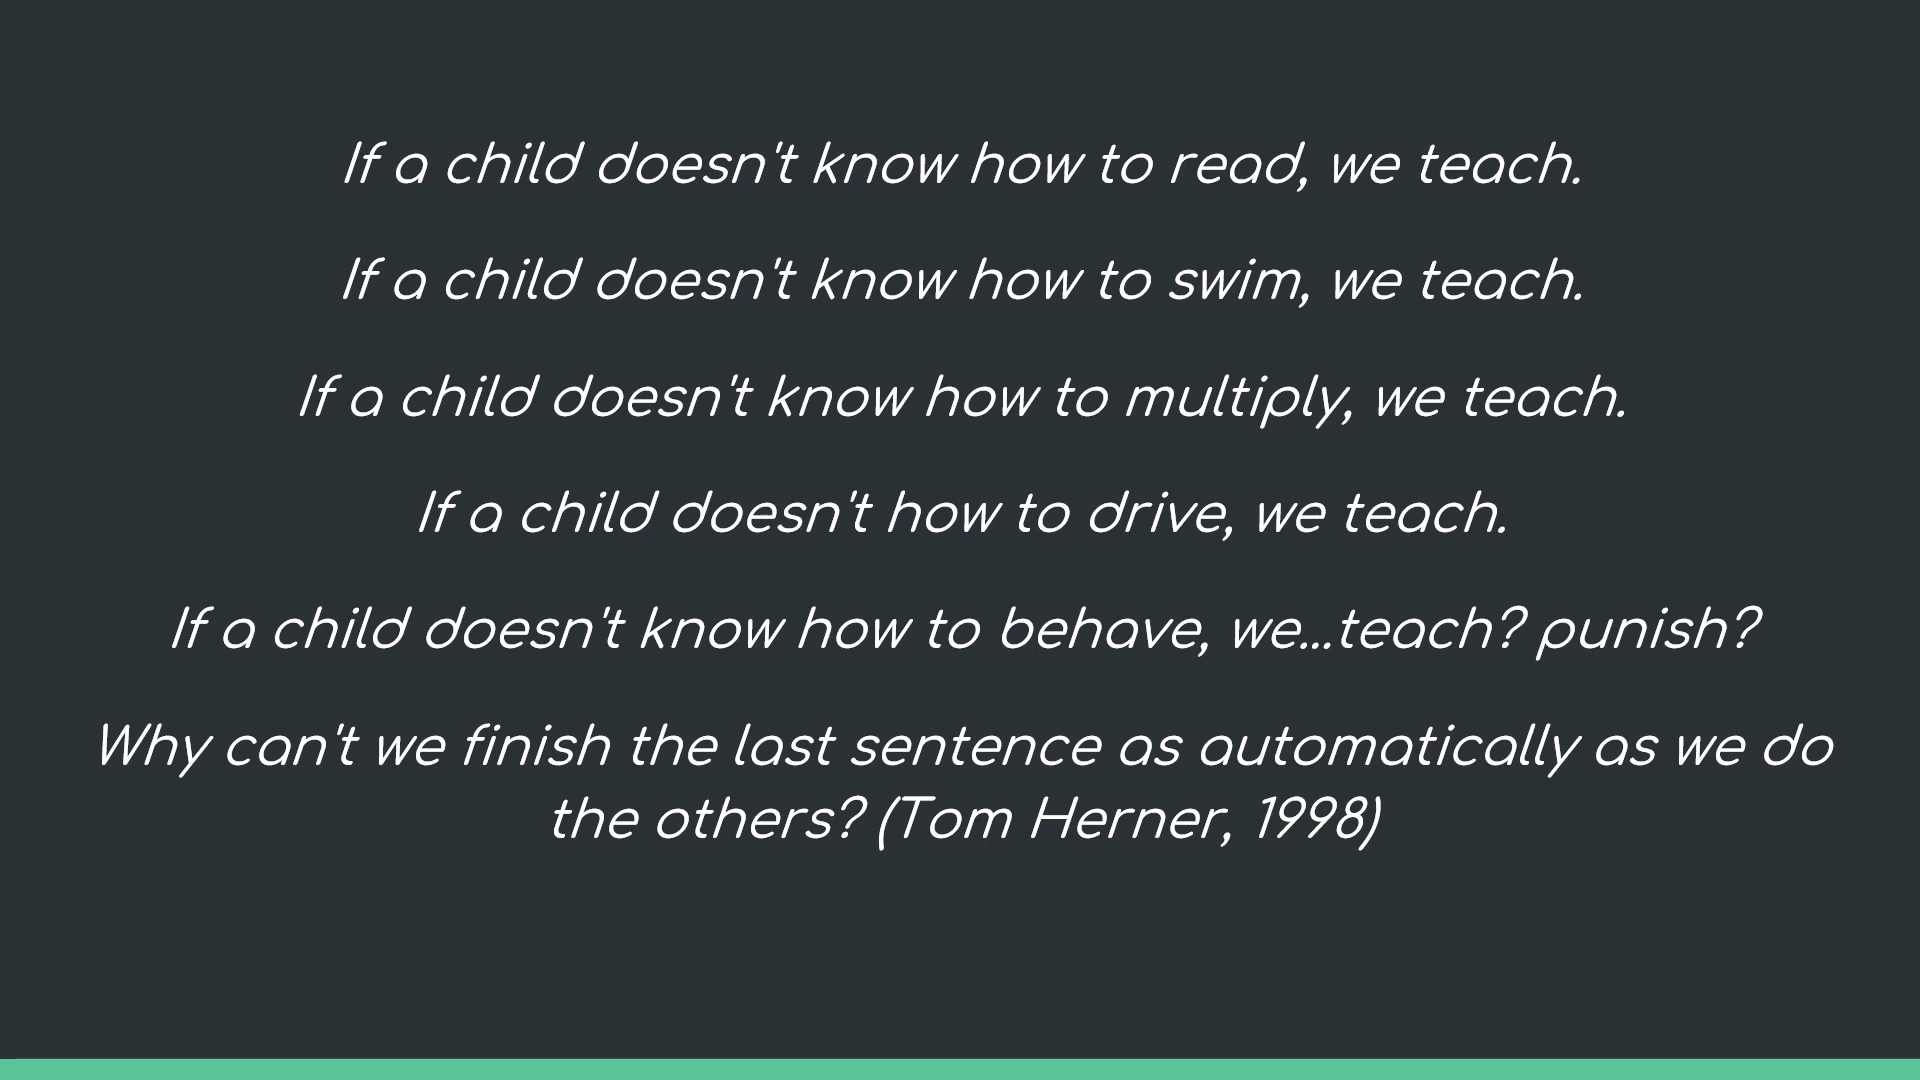 If a child doesn't know how to read, we teach.
If a child doesn't know how to swim, we teach.
If a child doesn't know how to multiply, we teach.
If a child doesn't how to drive, we teach.
If a child doesn't know how to behave, we...teach? punish?
Why can't we finish the last sentence as automatically as we do
the others? (Tom Herner, 1998)